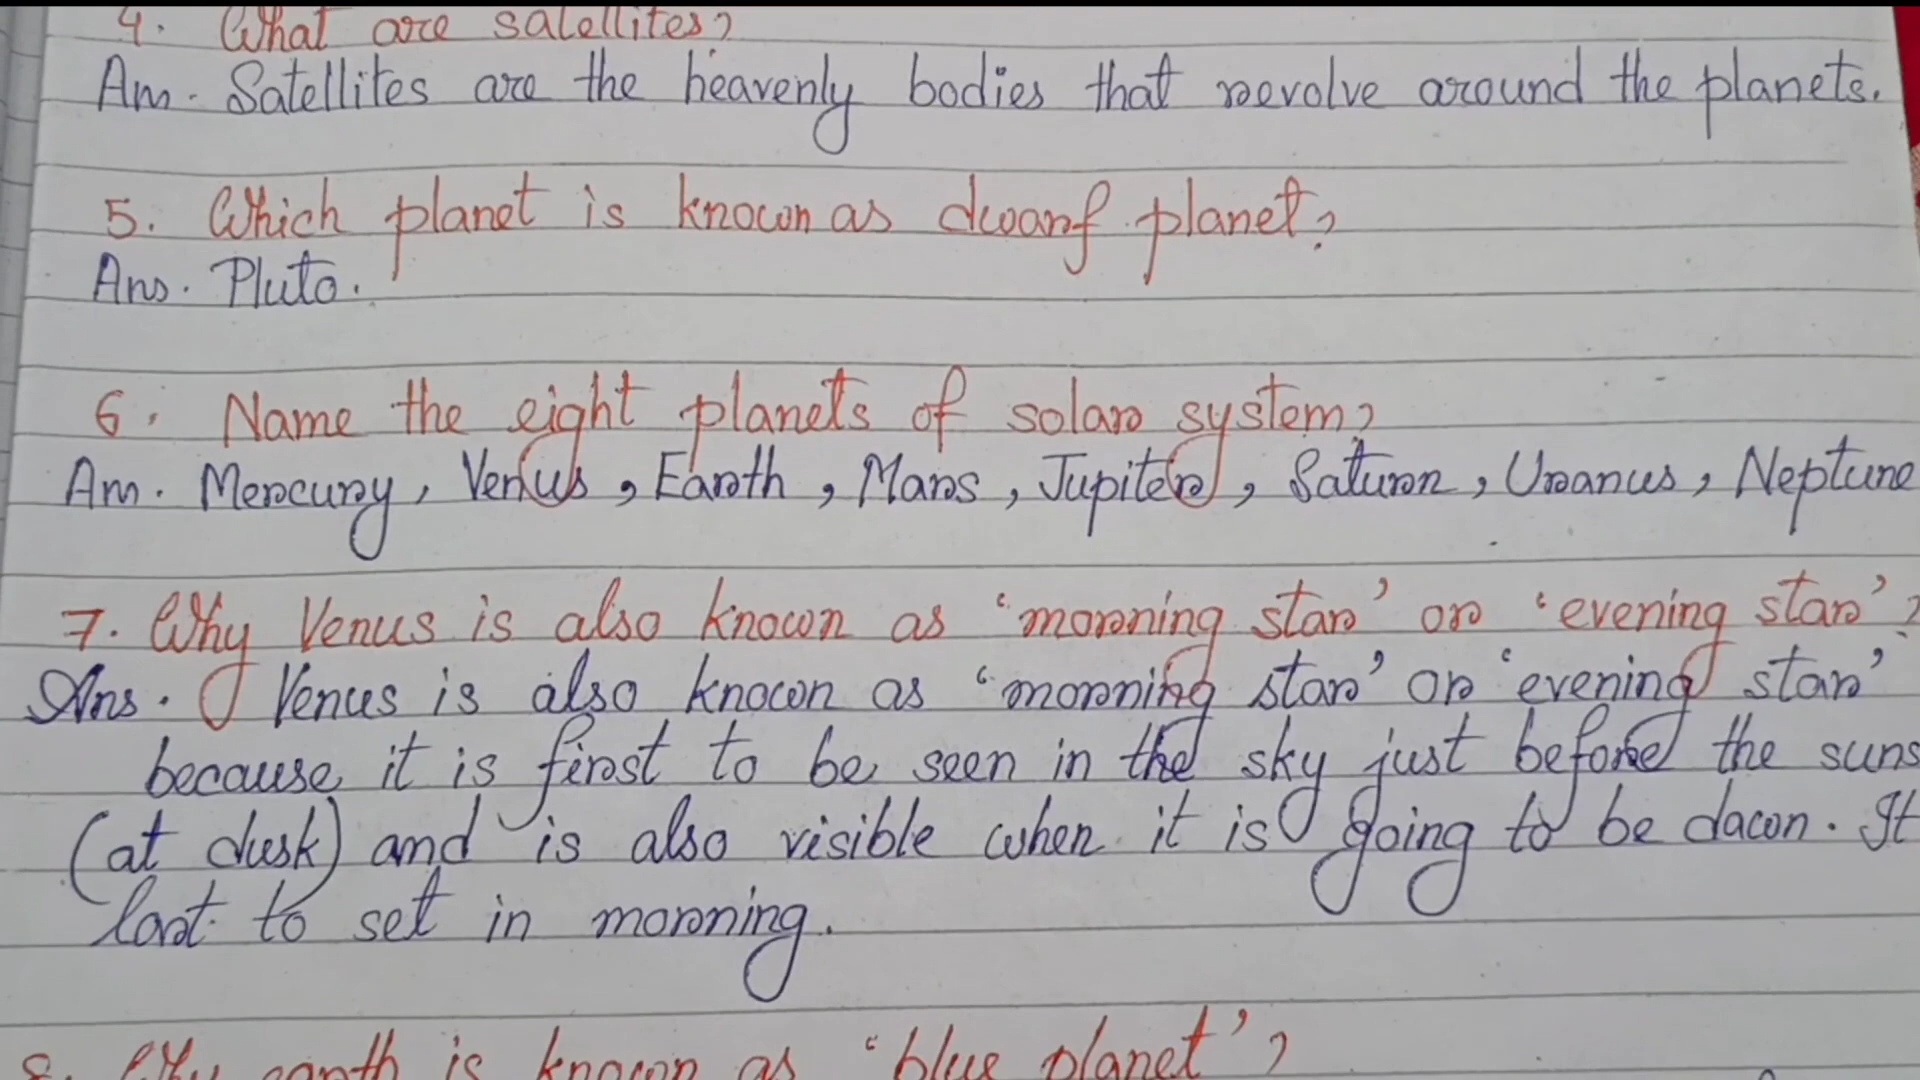 4. What are satellites?
Ans. Satellites are the heavenly bodies that revolve around the planets.
5. Which planet is known as dwarf planet?
Ans. Pluto.
6. Name the eight planets of solar system?
Ans. Mercury, Venus, Earth, Mars, Jupiter, Saturn, Uranus, Neptune
7. Why Venus is also known as 'morning star' or 'evening star'?
Ans. Venus is also known as 'morning star' or 'evening star'
because it is first to be seen in the sky just before the suns
(at dusk) and is also visible when it is going to be dawn. It
last to set in morning.
8. Why earth is known as 'blue planet'?